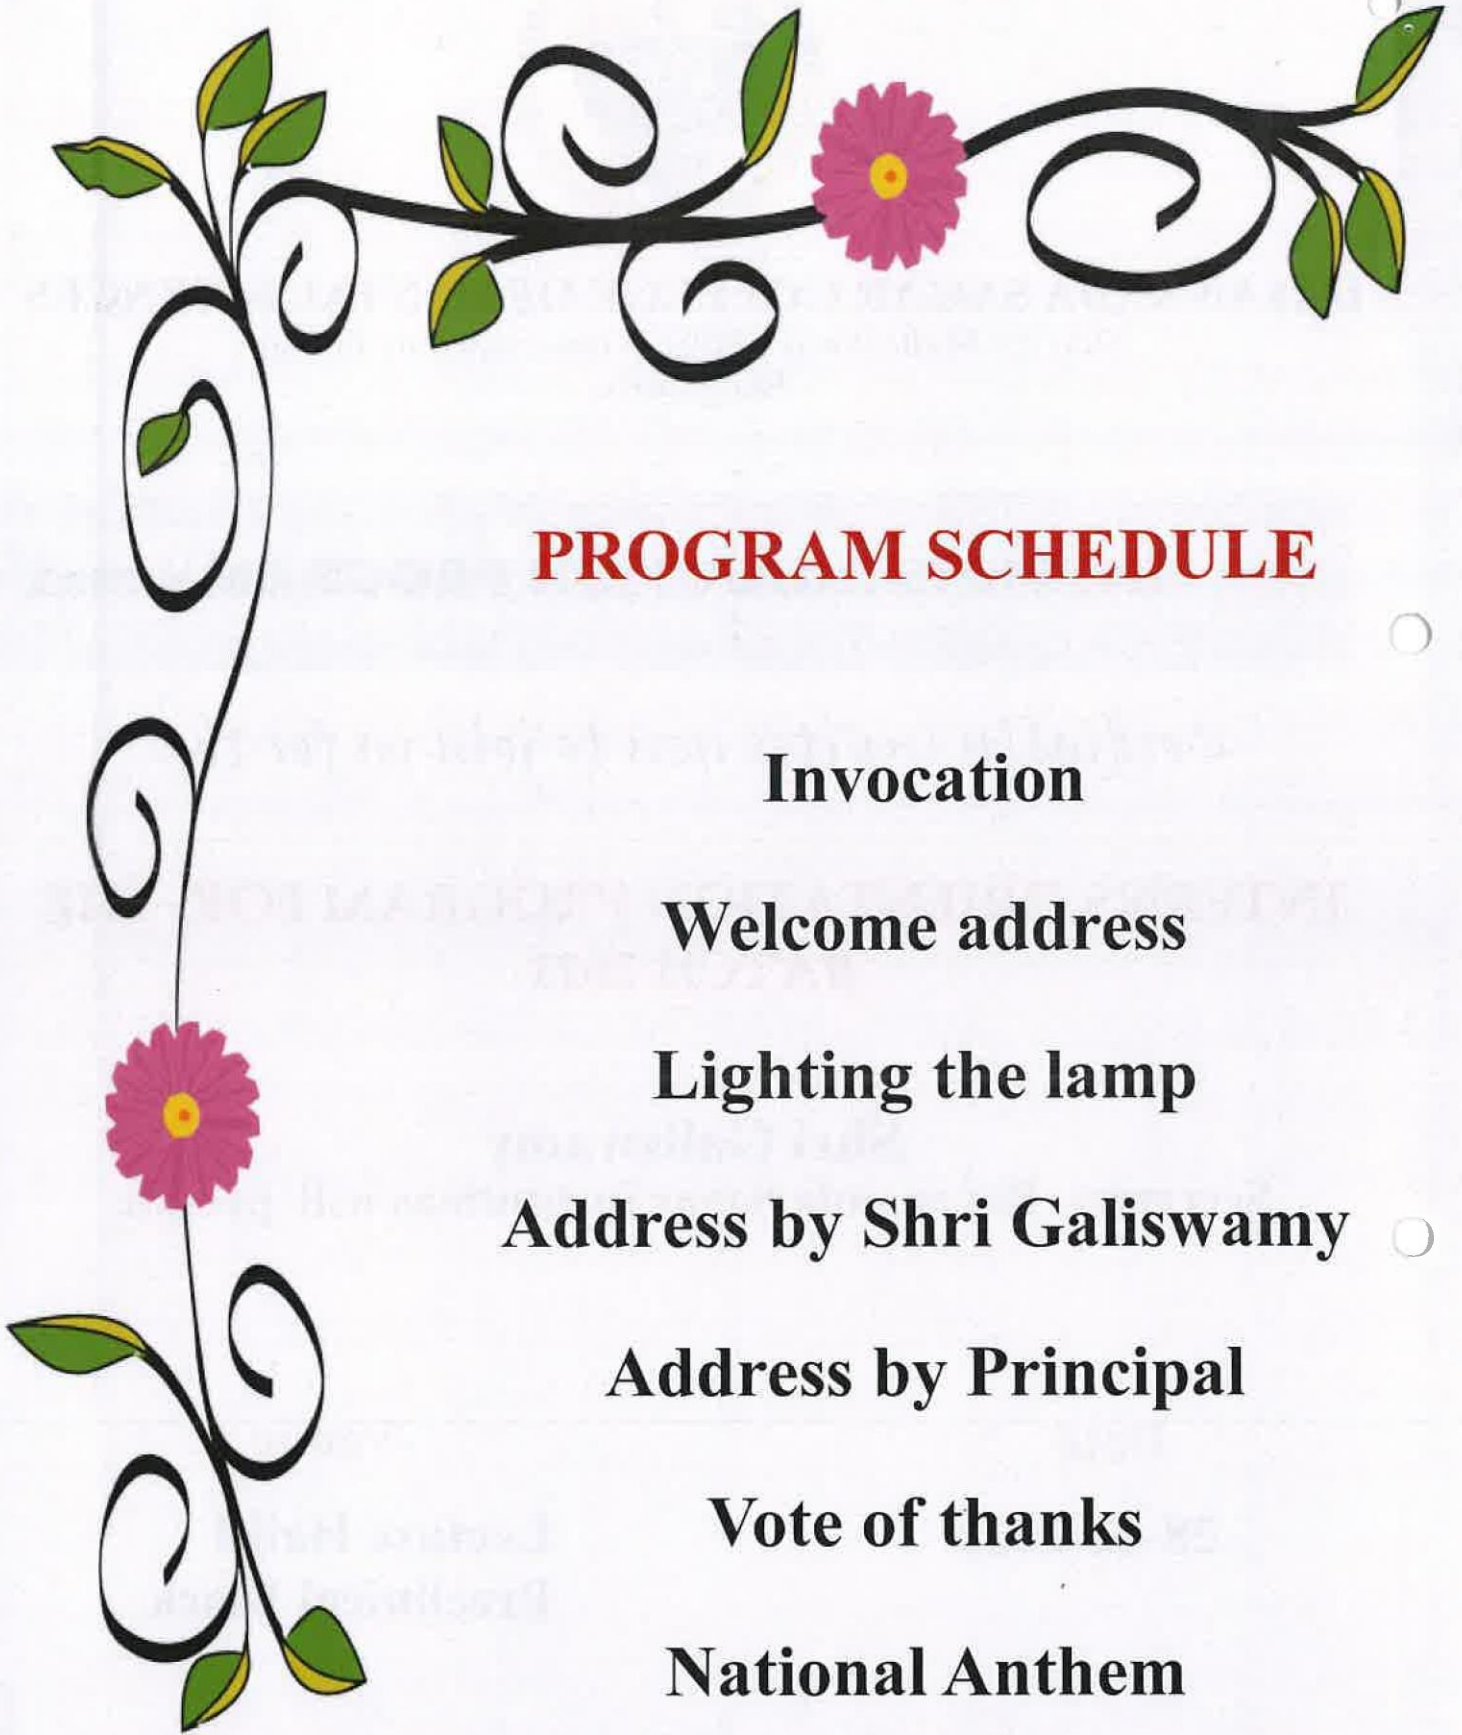 PROGRAM SCHEDULE
Invocation
Welcome address
Lighting the lamp
Address by Shri Galiswamy
Address by Principal
Vote of thanks
National Anthem